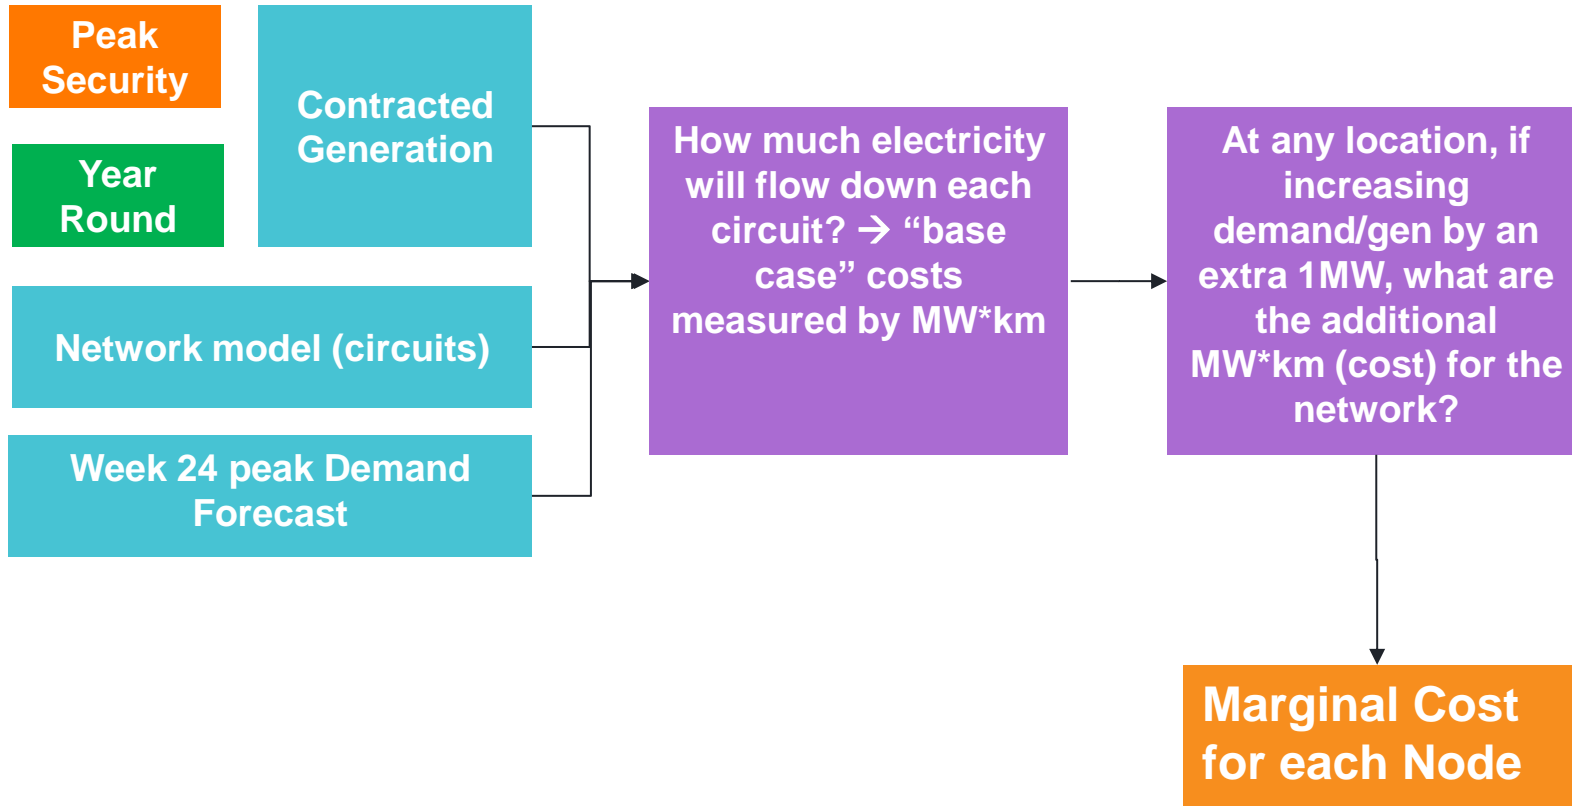 Peak
Security
Year
Round
Contracted
Generation
Network model (circuits)
Week 24 peak Demand
Forecast
How much electricity
will flow down each
circuit? → “base
case” costs
measured by MW*km
At any location, if
increasing
demand/gen by an
extra 1MW, what are
the additional
MW*km (cost) for the
network?
Marginal Cost
for each Node